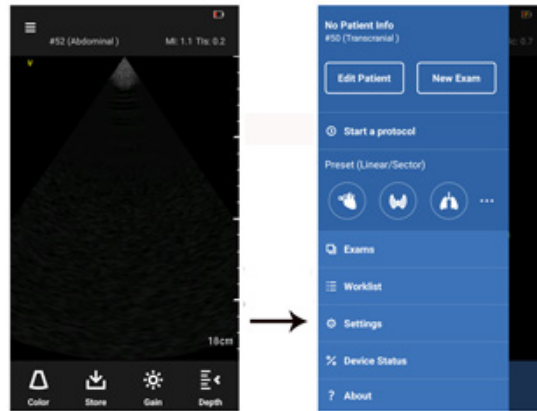 #52 (Abdominal )
MI: 1.1 TIs: 0.2
V
18cm
Color
Store
Gain
Depth
No Patient Info
#50 (Transcranial )
Edit Patient
New Exam
Start a protocol
Preset (Linear/Sector)
Exams
Worklist
Settings
Device Status
? About